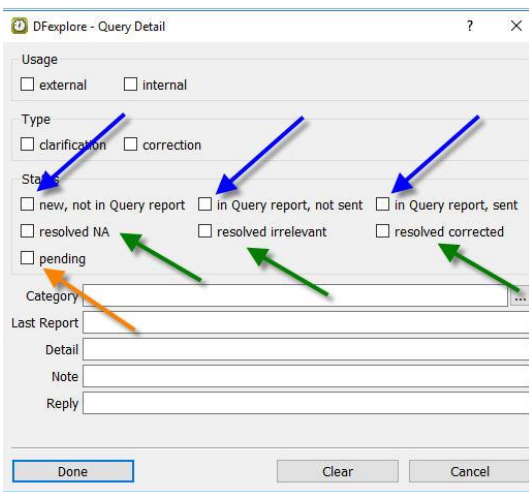 DFexplore - Query Detail ? ×
Usage
external internal
Type
clarification correction
Status
new, not in Query report in Query report, not sent in Query report, sent
resolved NA resolved irrelevant resolved corrected
pending
Category ...
Last Report
Detail
Note
Reply
Done Clear Cancel